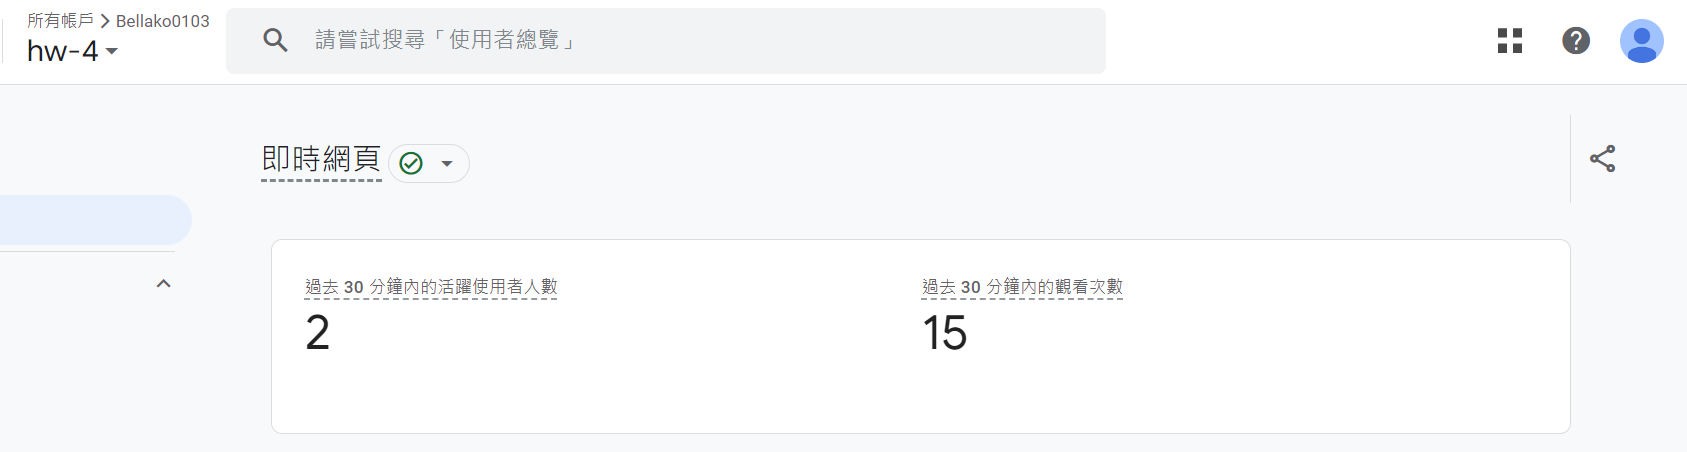 所有帳戶 > Bellako0103
hw-4
請嘗試搜尋「使用者總覽」
即時網頁
過去 30 分鐘內的活躍使用者人數
2
過去 30 分鐘內的觀看次數
15